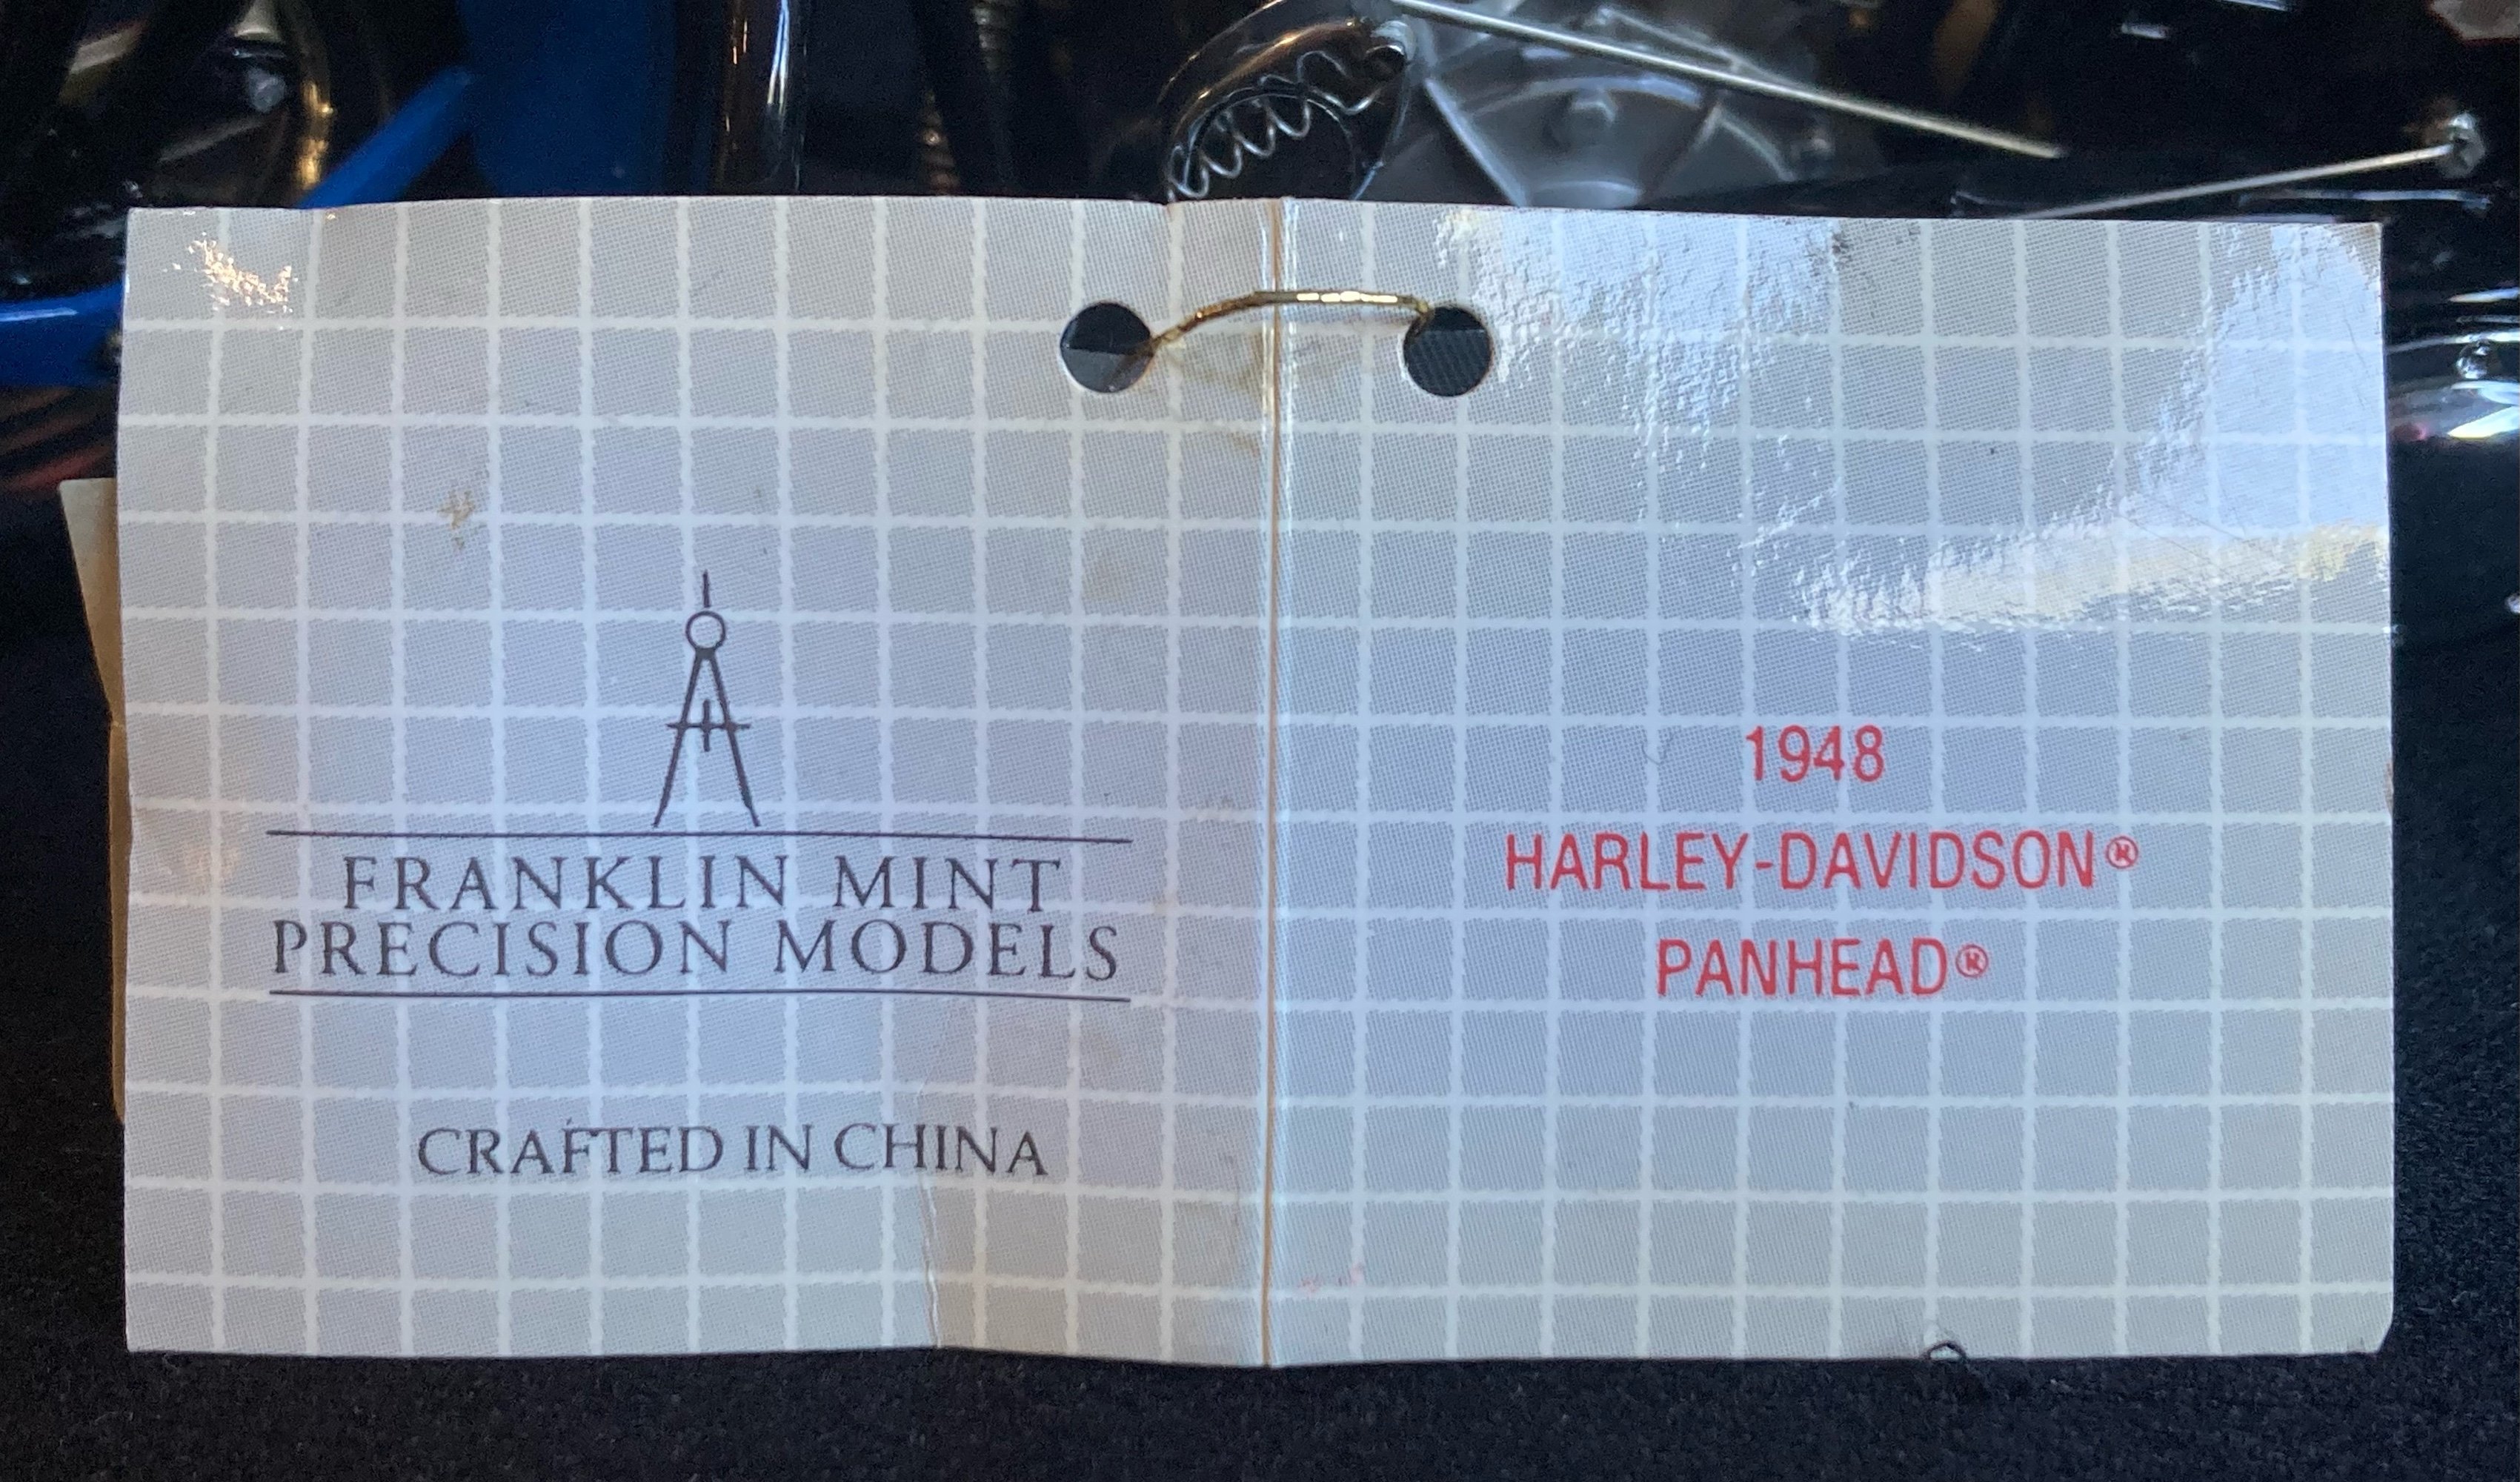 FRANKLIN MINT
PRECISION MODELS
CRAFTED IN CHINA
1948
HARLEY-DAVIDSON®
PANHEAD®